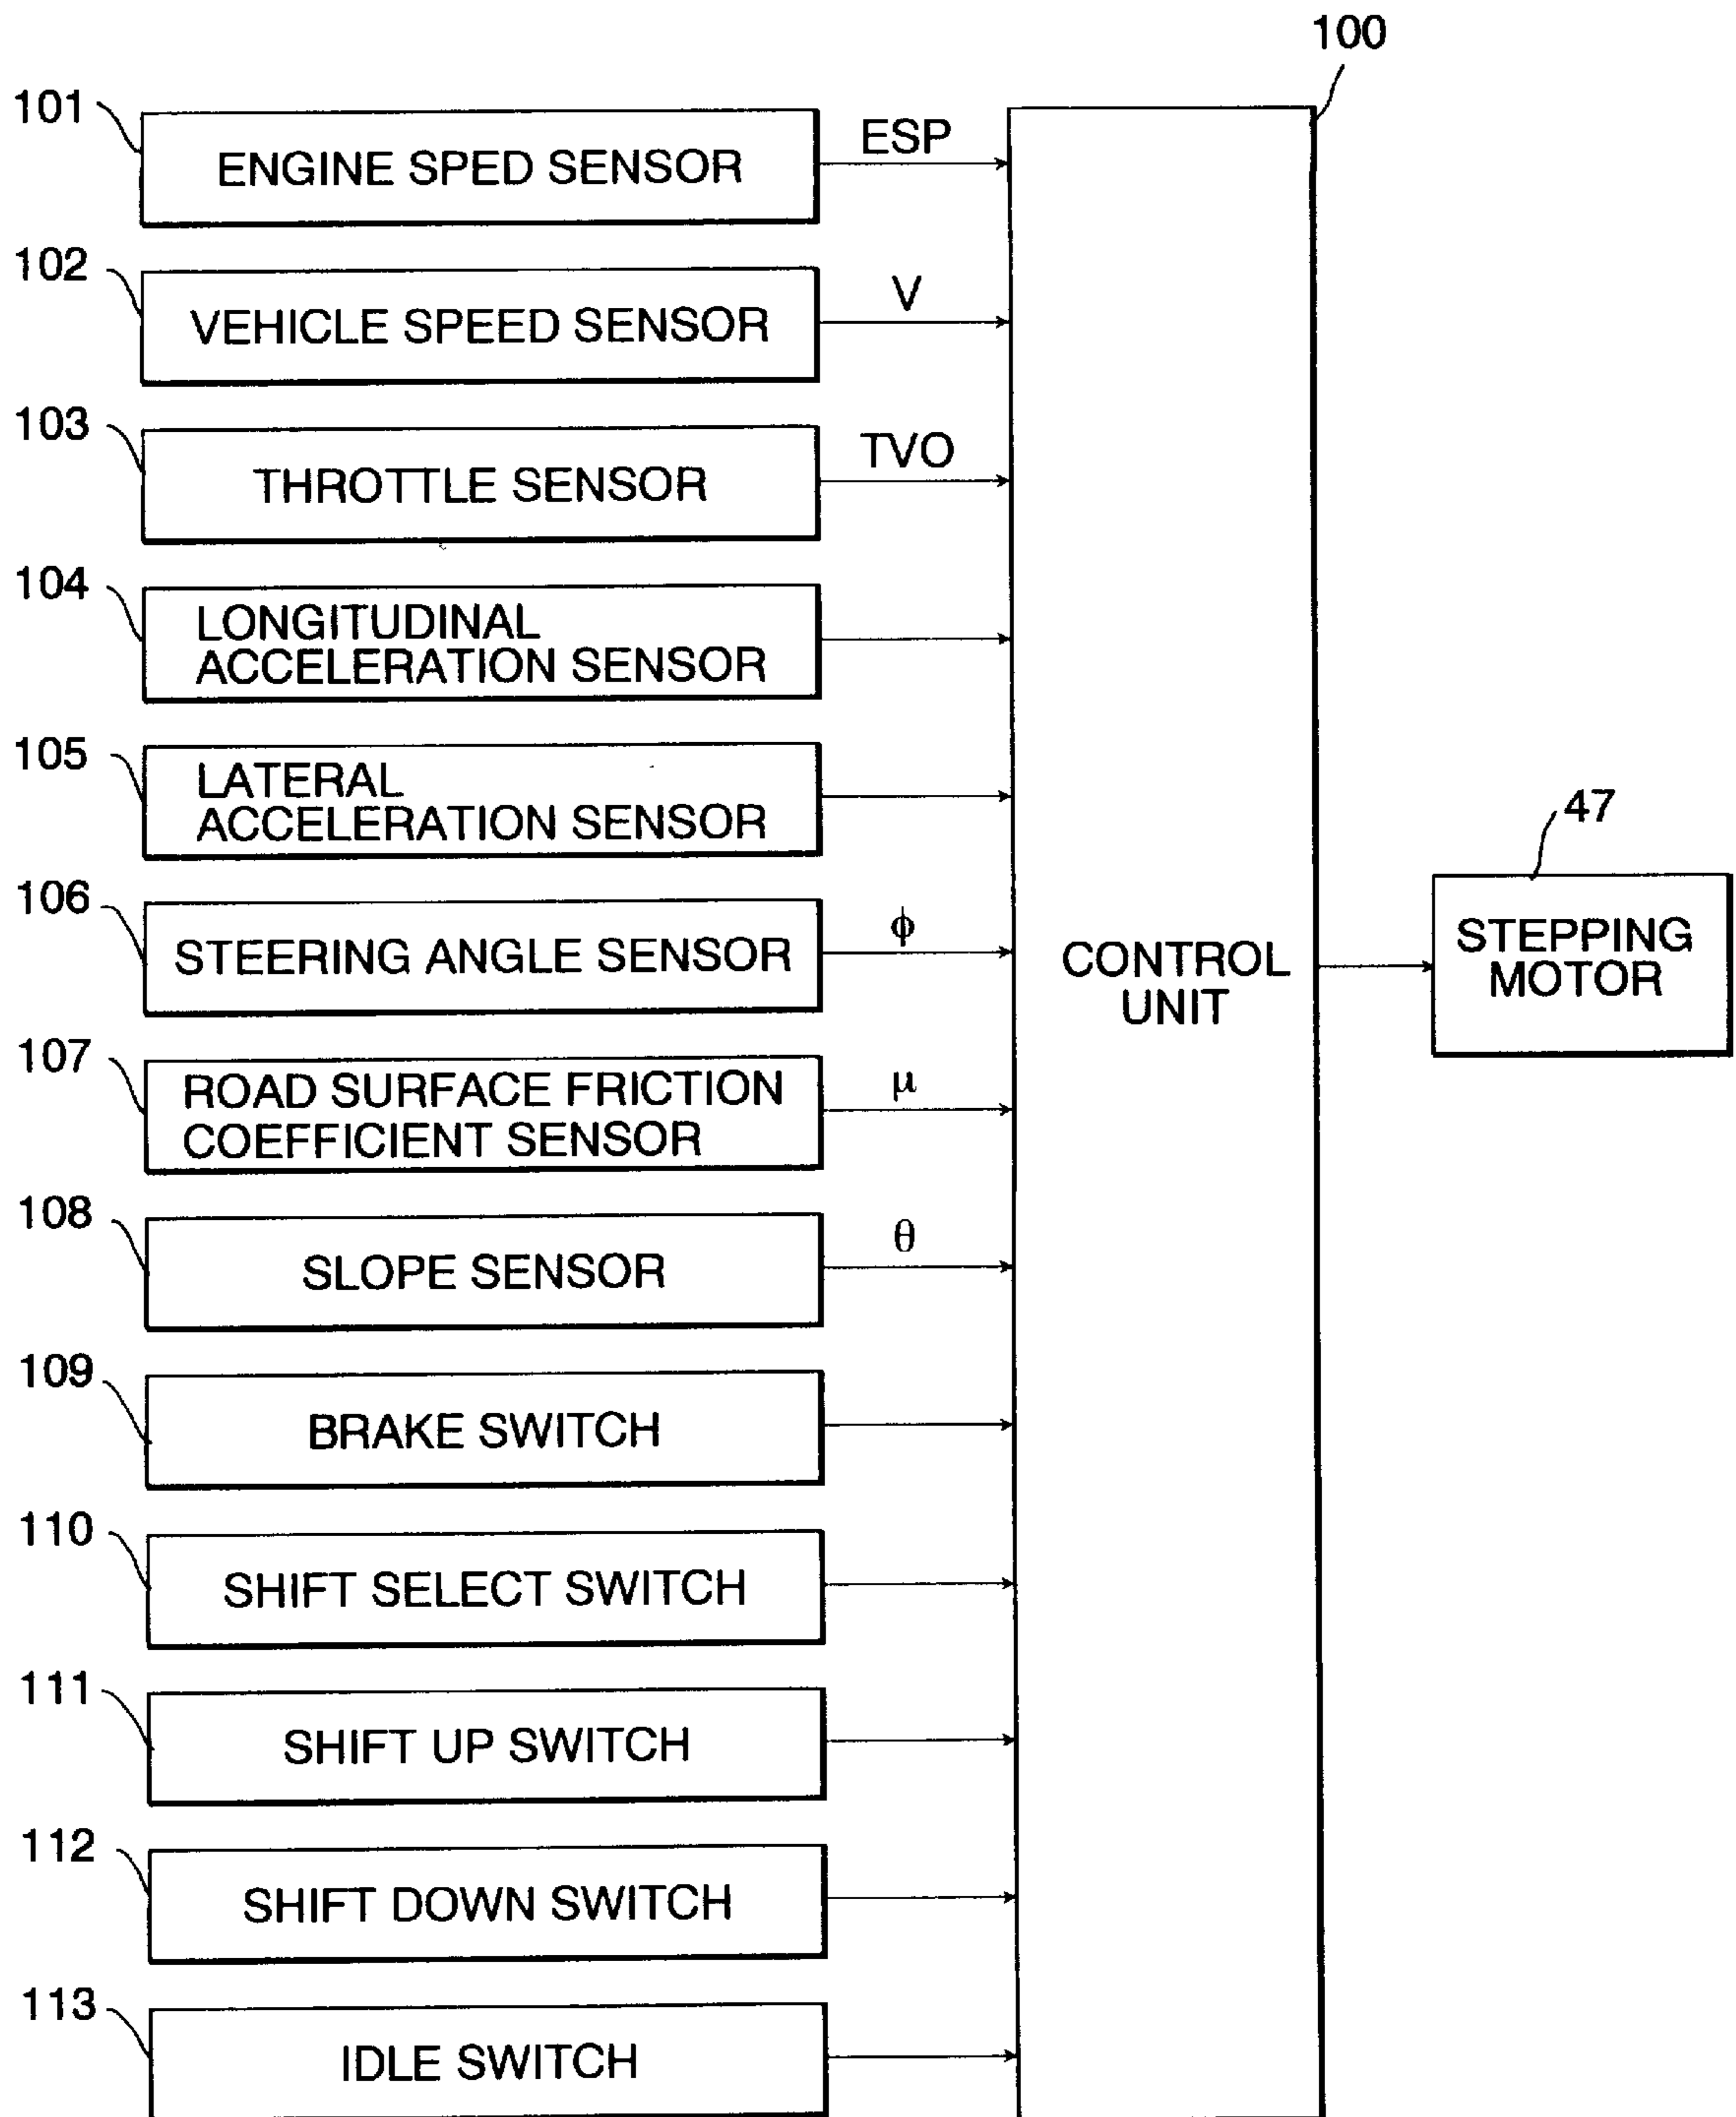 100
101
ENGINE SPED SENSOR
ESP
102
VEHICLE SPEED SENSOR
V
103
THROTTLE SENSOR
TVO
104
LONGITUDINAL
ACCELERATION SENSOR
105
LATERAL
ACCELERATION SENSOR
106
STEERING ANGLE SENSOR
ϕ
CONTROL
UNIT
47
STEPPING
MOTOR
107
ROAD SURFACE FRICTION
COEFFICIENT SENSOR
μ
108
SLOPE SENSOR
θ
109
BRAKE SWITCH
110
SHIFT SELECT SWITCH
111
SHIFT UP SWITCH
112
SHIFT DOWN SWITCH
113
IDLE SWITCH